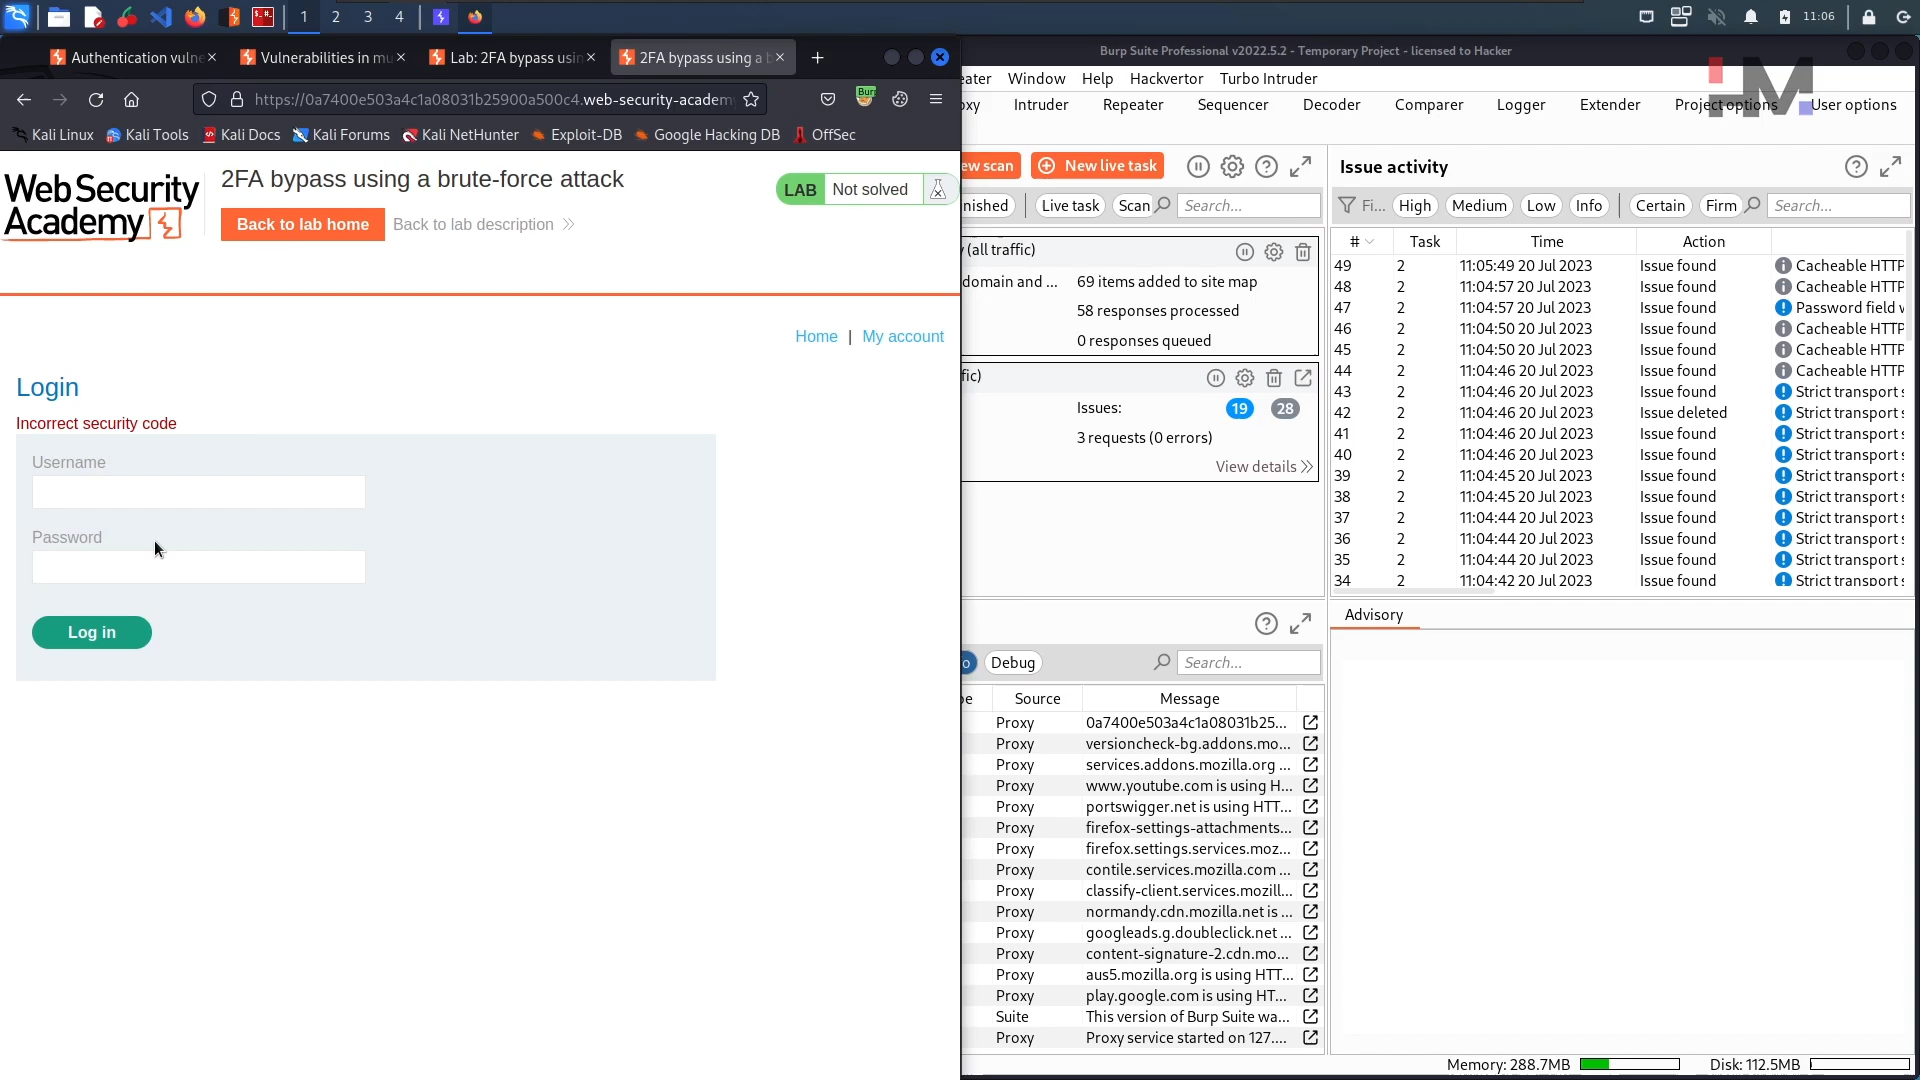 1 2 3 4 11:06
Authentication vulne
Vulnerabilities in mu
Lab: 2FA bypass usin
2FA bypass using a b
https://0a7400e503a4c1a08031b25900a500c4.web-security-academ
Burp
Kali Linux Kali Tools Kali Docs Kali Forums Kali NetHunter Exploit-DB Google Hacking DB OffSec
Web Security
Academy
2FA bypass using a brute-force attack
Back to lab home Back to lab description
LAB Not solved
Home | My account
Login
Incorrect security code
Username
Password
Log in
Burp Suite Professional v2022.5.2 - Temporary Project - licensed to Hacker
eater Window Help Hackvertor Turbo Intruder
oxy Intruder Repeater Sequencer Decoder Comparer Logger Extender Project options User options
ew scan New live task
nished Live task Scan Search...
(all traffic)
domain and ... 69 items added to site map
58 responses processed
0 responses queued
fic)
Issues: 19 28
3 requests (0 errors)
View details
Debug Search...
pe Source Message
Proxy 0a7400e503a4c1a08031b25...
Proxy versioncheck-bg.addons.mo...
Proxy services.addons.mozilla.org ...
Proxy www.youtube.com is using H...
Proxy portswigger.net is using HTT...
Proxy firefox-settings-attachments...
Proxy firefox.settings.services.moz...
Proxy contile.services.mozilla.com ...
Proxy classify-client.services.mozill...
Proxy normandy.cdn.mozilla.net is ...
Proxy googleads.g.doubleclick.net ...
Proxy content-signature-2.cdn.mo...
Proxy aus5.mozilla.org is using HTT...
Proxy play.google.com is using HT...
Suite This version of Burp Suite wa...
Proxy Proxy service started on 127....
Issue activity
Fi... High Medium Low Info Certain Firm Search...
# Task Time Action
49 2 11:05:49 20 Jul 2023 Issue found Cacheable HTTP
48 2 11:04:57 20 Jul 2023 Issue found Cacheable HTTP
47 2 11:04:57 20 Jul 2023 Issue found Password field w
46 2 11:04:50 20 Jul 2023 Issue found Cacheable HTTP
45 2 11:04:50 20 Jul 2023 Issue found Cacheable HTTP
44 2 11:04:46 20 Jul 2023 Issue found Cacheable HTTP
43 2 11:04:46 20 Jul 2023 Issue found Strict transport s
42 2 11:04:46 20 Jul 2023 Issue deleted Strict transport s
41 2 11:04:46 20 Jul 2023 Issue found Strict transport s
40 2 11:04:46 20 Jul 2023 Issue found Strict transport s
39 2 11:04:45 20 Jul 2023 Issue found Strict transport s
38 2 11:04:45 20 Jul 2023 Issue found Strict transport s
37 2 11:04:44 20 Jul 2023 Issue found Strict transport s
36 2 11:04:44 20 Jul 2023 Issue found Strict transport s
35 2 11:04:44 20 Jul 2023 Issue found Strict transport s
34 2 11:04:42 20 Jul 2023 Issue found Strict transport s
Advisory
Memory: 288.7MB Disk: 112.5MB